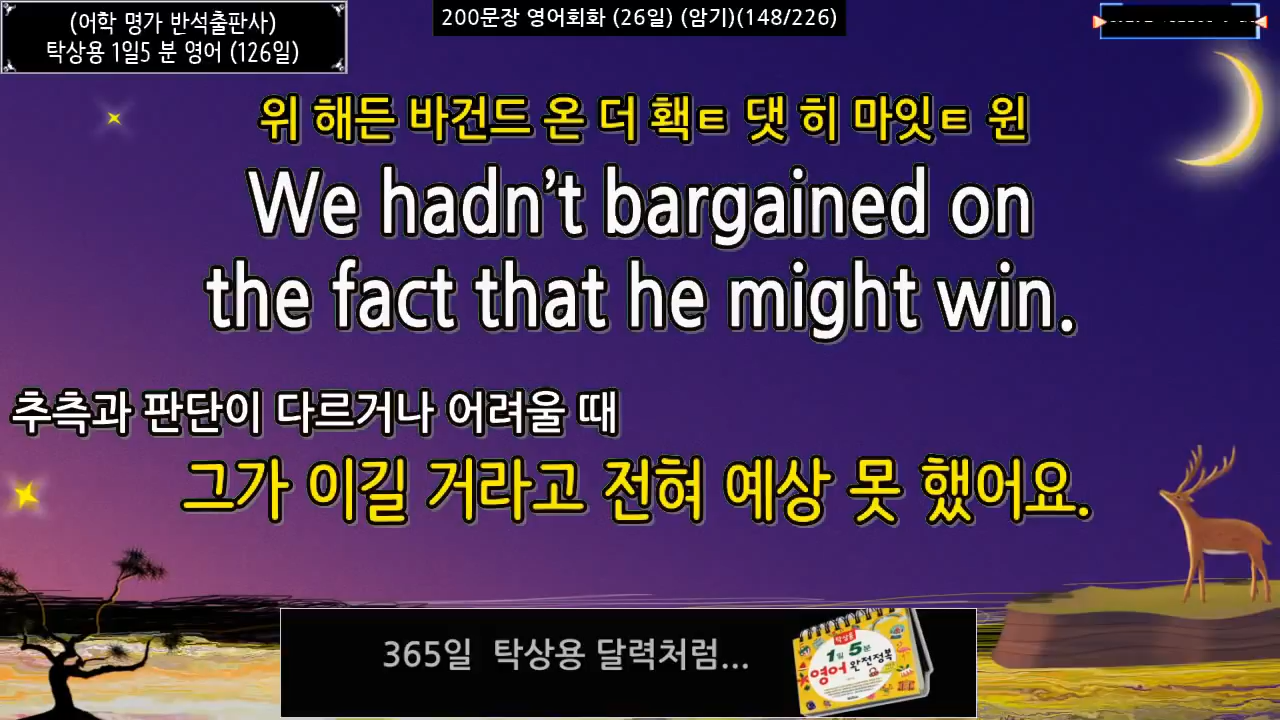 (어학 명가 반석출판사)
탁상용 1일5 분 영어 (126일)
200문장 영어회화 (26일) (암기)(148/226)
위 해든 바건드 온 더 홱ㅌ 댓 히 마잇ㅌ 윈
We hadn’t bargained on
the fact that he might win.
추측과 판단이 다르거나 어려울 때
그가 이길 거라고 전혀 예상 못 했어요.
365일 탁상용 달력처럼...
탁상용
1일 5분
영어 완전정복